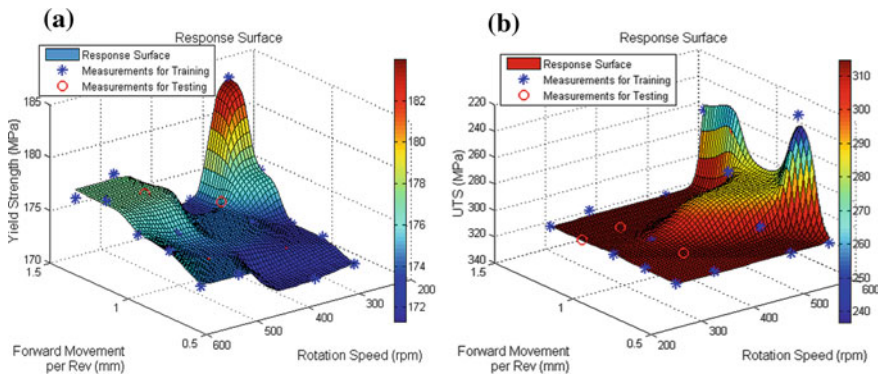 (a)
Response Surface
Response Surface
Measurements for Training
Measurements for Testing
185
180
175
170
1.5
1
0.5
600
500
400
300
200
Yield Strength (MPa)
Forward Movement
per Rev (mm)
Rotation Speed (rpm)
182
180
178
176
174
172
(b)
Response Surface
Response Surface
Measurements for Training
Measurements for Testing
220
240
260
280
300
320
340
1.5
1
0.5
200
300
400
500
600
UTS (MPa)
Forward Movement
per Rev (mm)
Rotation Speed (rpm)
310
300
290
280
270
260
250
240